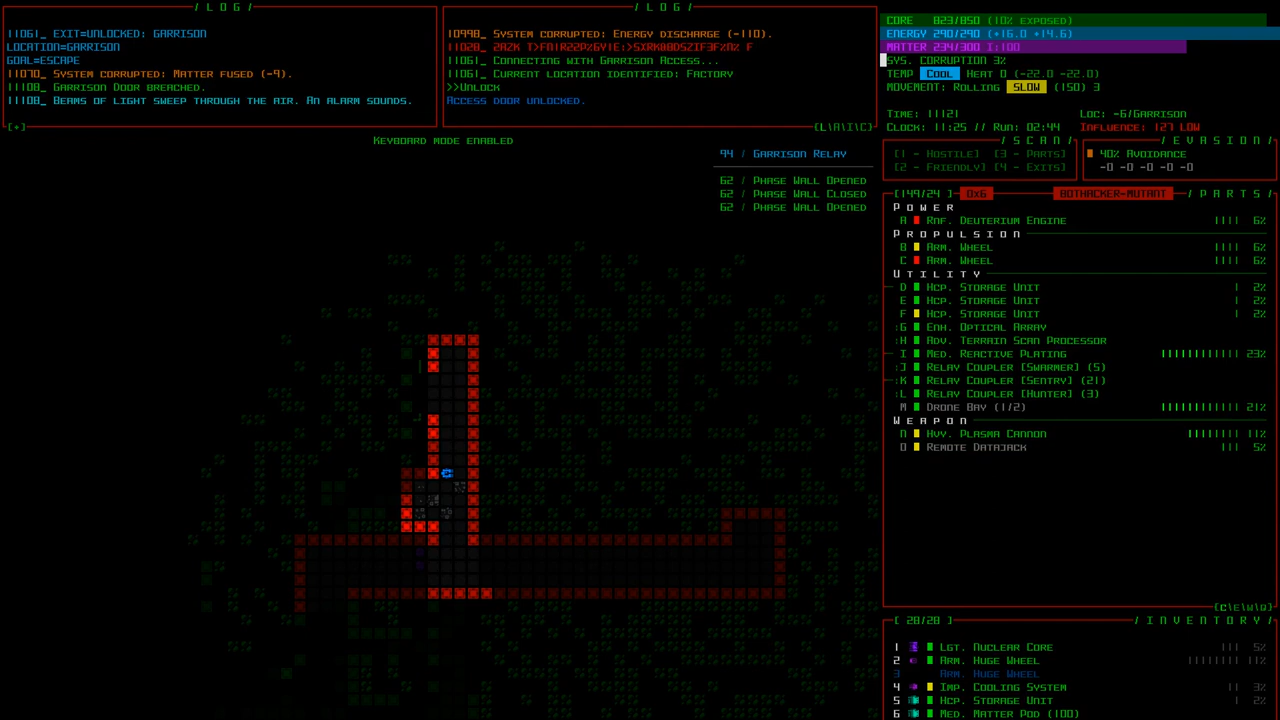 / L O G /
11061_ EXIT=UNLOCKED: GARRISON
LOCATION=GARRISON
GOAL=ESCAPE
11070_ SYSTEM CORRUPTED: MATTER FUSED (-9).
11108_ GARRISON DOOR BREACHED.
11108_ BEAMS OF LIGHT SWEEP THROUGH THE AIR. AN ALARM SOUNDS.
[+]
/ L O G /
10998_ SYSTEM CORRUPTED: ENERGY DISCHARGE (-110).
11061_ CONNECTING WITH GARRISON ACCESS...
11061_ CURRENT LOCATION IDENTIFIED: FACTORY
>>UNLOCK
ACCESS DOOR UNLOCKED.
[L\A\I\C]
KEYBOARD MODE ENABLED
94 / GARRISON RELAY
62 / PHASE WALL OPENED
62 / PHASE WALL CLOSED
62 / PHASE WALL OPENED
CORE 823/850 (10% EXPOSED)
ENERGY 290/290 (+16.0 +14.6)
MATTER 234/300 I:100
SYS. CORRUPTION 3%
TEMP COOL HEAT 0 (-22.0 -22.0)
MOVEMENT: ROLLING SLOW (150) 3
TIME: 11121 LOC: -6/GARRISON
CLOCK: 11:25 // RUN: 02:44 INFLUENCE: 127 LOW
/ S C A N /
[1 - HOSTILE] [3 - PARTS]
[2 - FRIENDLY] [4 - EXITS]
/ E V A S I O N /
40% AVOIDANCE
-0 -0 -0 -0 -0
[149/24 ] 0X6 BOTHACKER-MUTANT / P A R T S /
P O W E R
A RNF. DEUTERIUM ENGINE 6%
P R O P U L S I O N
B ARM. WHEEL 6%
C ARM. WHEEL 6%
U T I L I T Y
D HCP. STORAGE UNIT 2%
E HCP. STORAGE UNIT 2%
F HCP. STORAGE UNIT 2%
:G ENH. OPTICAL ARRAY
:H ADV. TERRAIN SCAN PROCESSOR
I MED. REACTIVE PLATING 23%
:J RELAY COUPLER [SWARMER] (5)
:K RELAY COUPLER [SENTRY] (21)
:L RELAY COUPLER [HUNTER] (3)
M DRONE BAY (1/2) 21%
W E A P O N
N HVY. PLASMA CANNON 11%
O REMOTE DATAJACK 5%
[C\E\W\Q]
[ 28/28 ] / I N V E N T O R Y /
1 LGT. NUCLEAR CORE 5%
2 ARM. HUGE WHEEL 11%
3 ARM. HUGE WHEEL
4 IMP. COOLING SYSTEM 3%
5 HCP. STORAGE UNIT 2%
6 MED. MATTER POD (100)